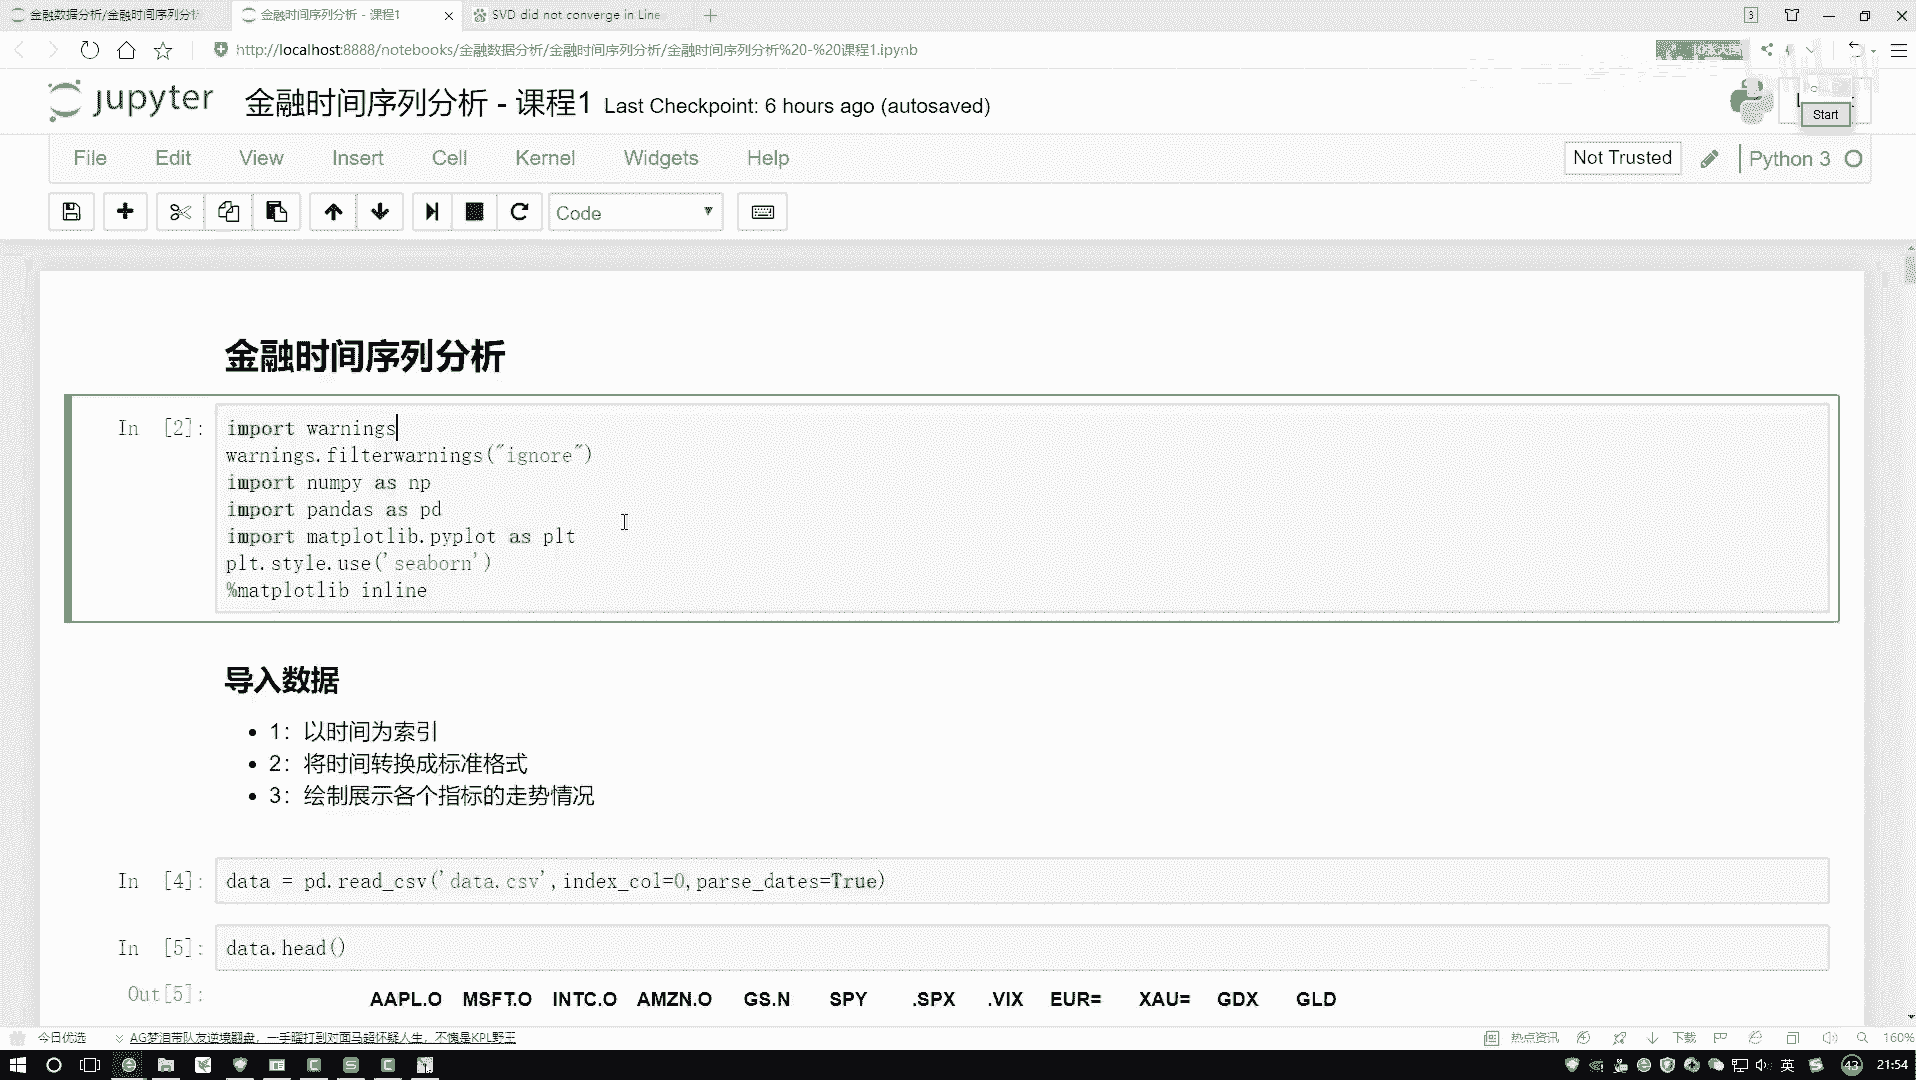 金融数据分析/金融时间序列分析
金融时间序列分析 - 课程1
SVD did not converge in Line
3
http://localhost:8888/notebooks/金融数据分析/金融时间序列分析/金融时间序列分析%20-%20课程1.ipynb
jupyter
金融时间序列分析 - 课程1 Last Checkpoint: 6 hours ago (autosaved)
Start
File Edit View Insert Cell Kernel Widgets Help
Not Trusted
Python 3
Code
金融时间序列分析
In [2]:
import warnings
warnings.filterwarnings("ignore")
import numpy as np
import pandas as pd
import matplotlib.pyplot as plt
plt.style.use('seaborn')
%matplotlib inline
导入数据
1：以时间为索引
2：将时间转换成标准格式
3：绘制展示各个指标的走势情况
In [4]: data = pd.read_csv('data.csv',index_col=0,parse_dates=True)
In [5]: data.head()
Out[5]:
AAPL.O MSFT.O INTC.O AMZN.O GS.N SPY .SPX .VIX EUR= XAU= GDX GLD
今日优选
AG梦泪带队友逆境翻盘，一手曜打到对面马超怀疑人生，不愧是KPL野王
热点资讯
下载
160%
英
43
21:54